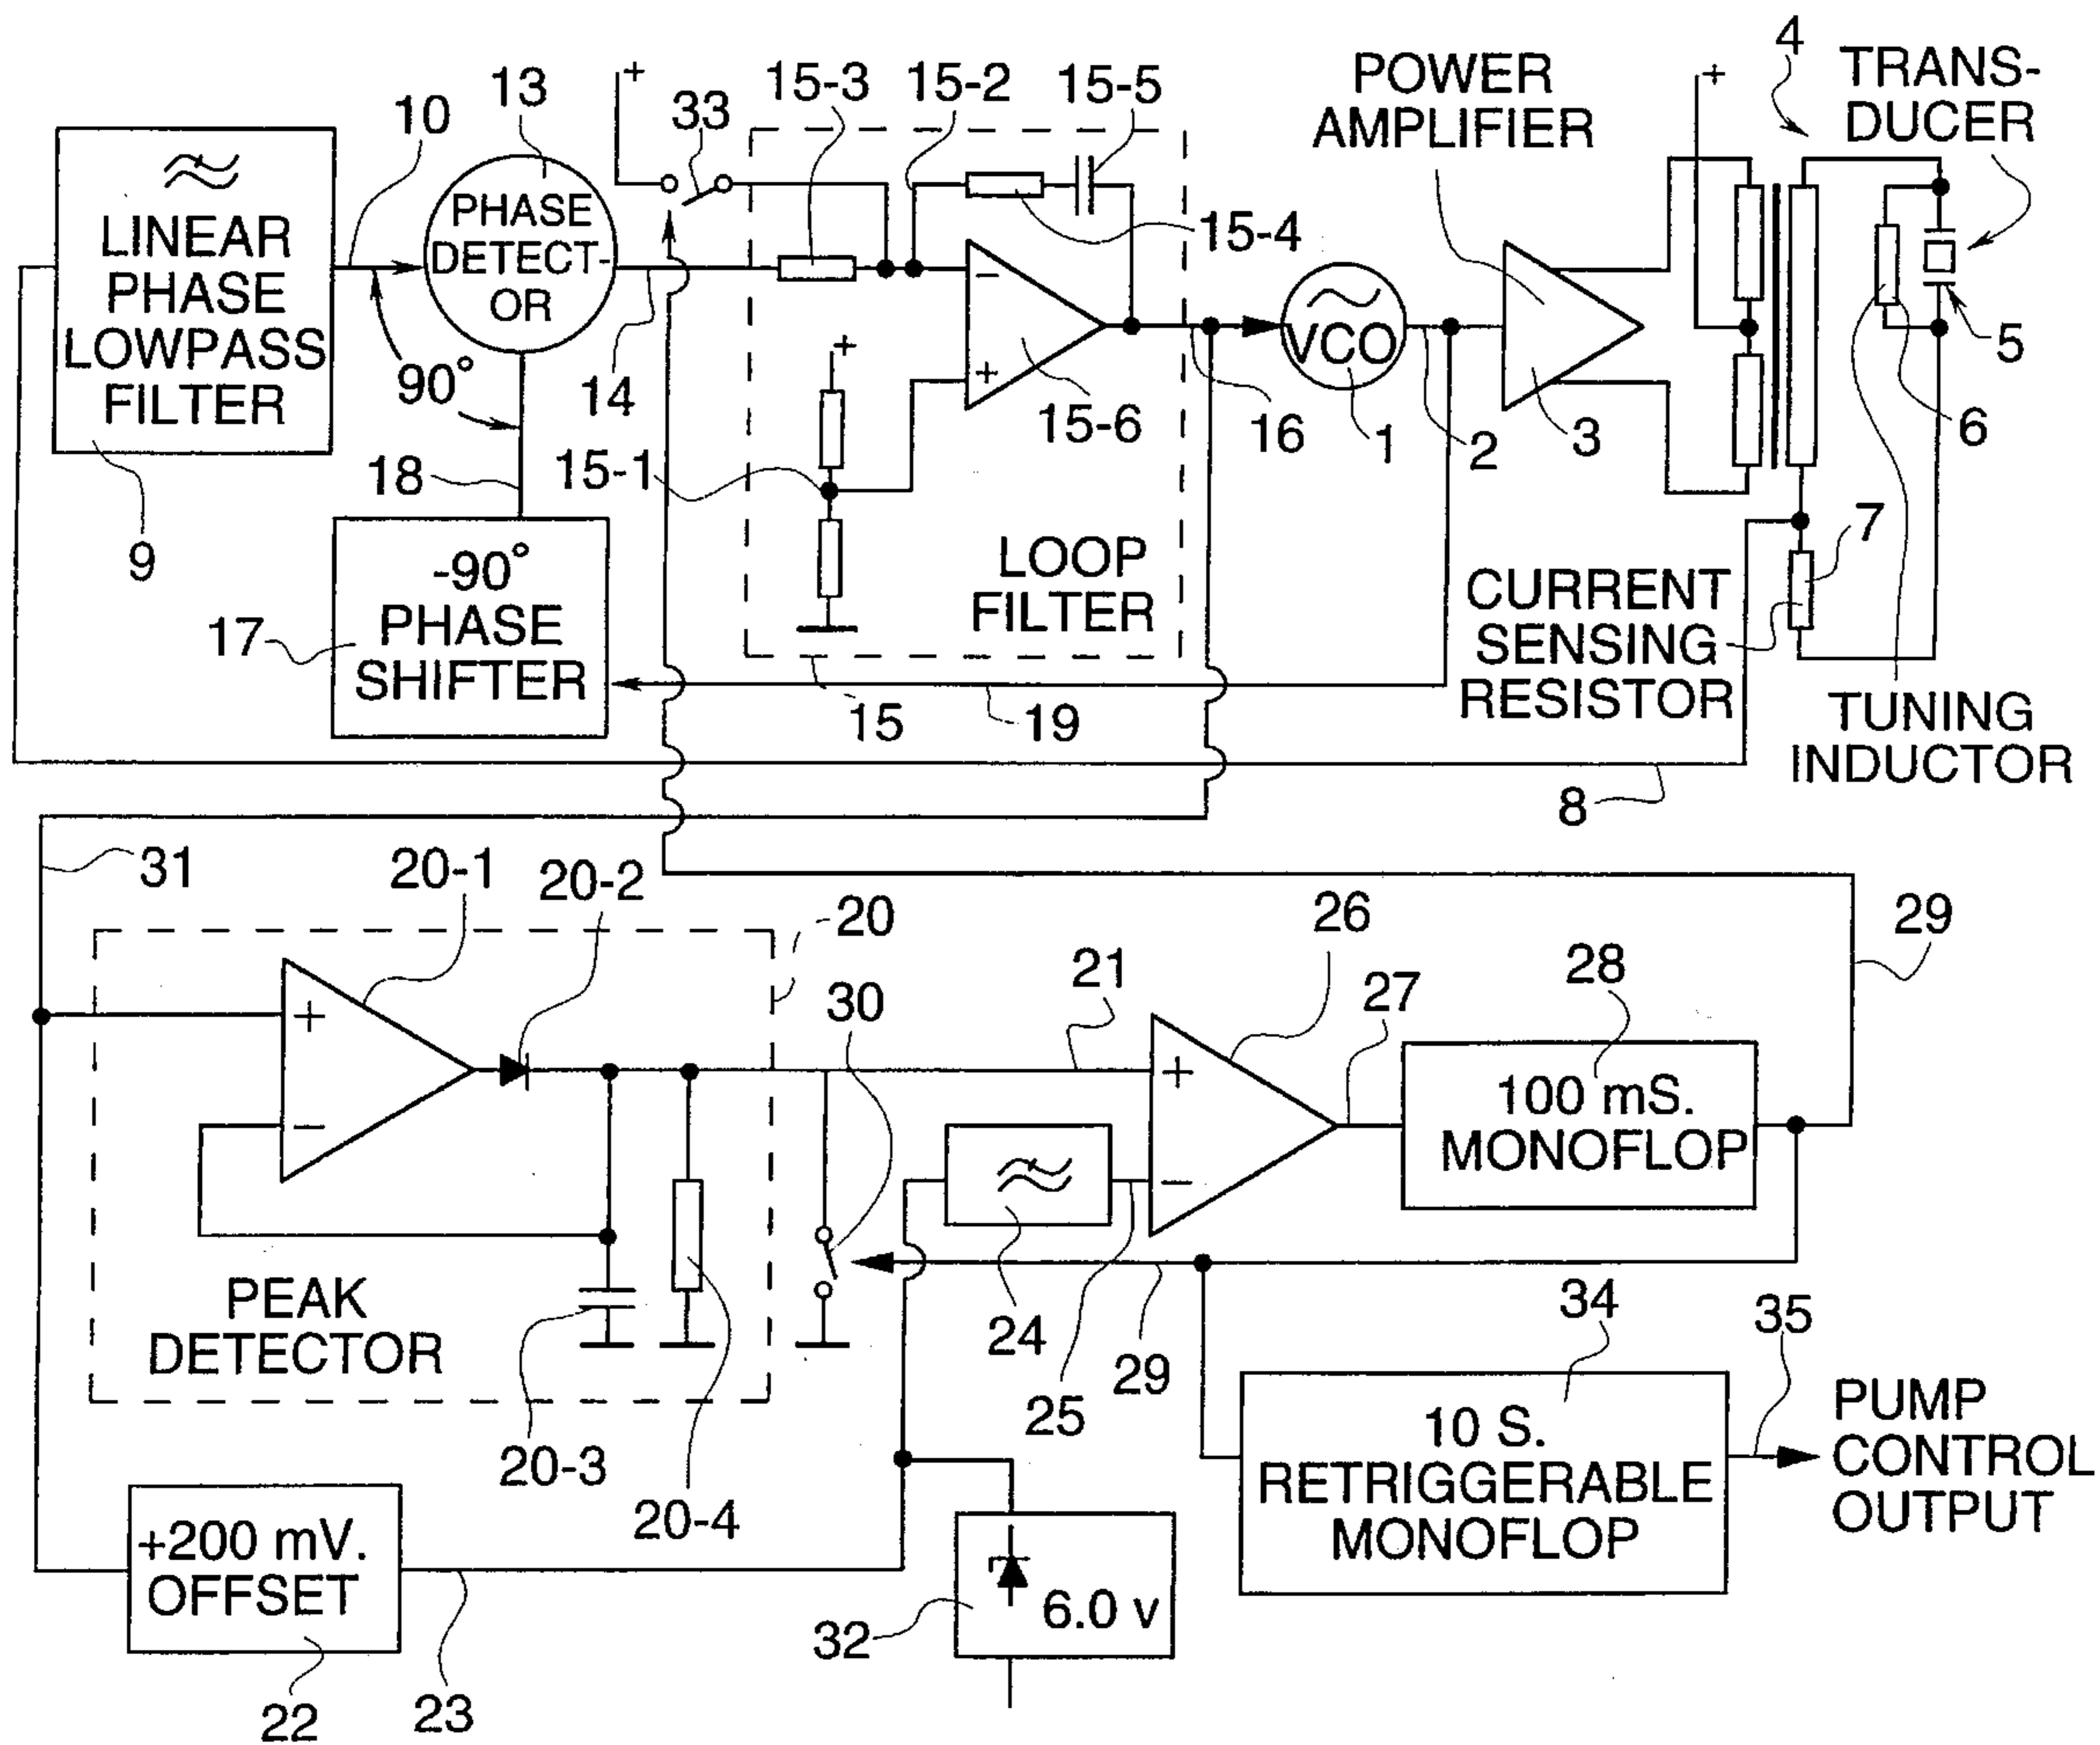 4
TRANS-
DUCER
POWER
AMPLIFIER
+
+
13
33
15-3
15-2
15-5
10
LINEAR
PHASE
LOWPASS
FILTER
PHASE
DETECT-
OR
15-4
−
+
15-6
+
VCO
90°
14
16
1
2
3
5
6
18
15-1
9
17
-90°
PHASE
SHIFTER
LOOP
FILTER
7
CURRENT
SENSING
RESISTOR
15
19
TUNING
INDUCTOR
8
31
20-1
20-2
20
26
29
21
28
27
30
+
−
+
−
100 mS.
MONOFLOP
PEAK
DETECTOR
24
25
29
34
35
20-3
20-4
10 S.
RETRIGGERABLE
MONOFLOP
PUMP
CONTROL
OUTPUT
+200 mV.
OFFSET
6.0 v
32
22
23